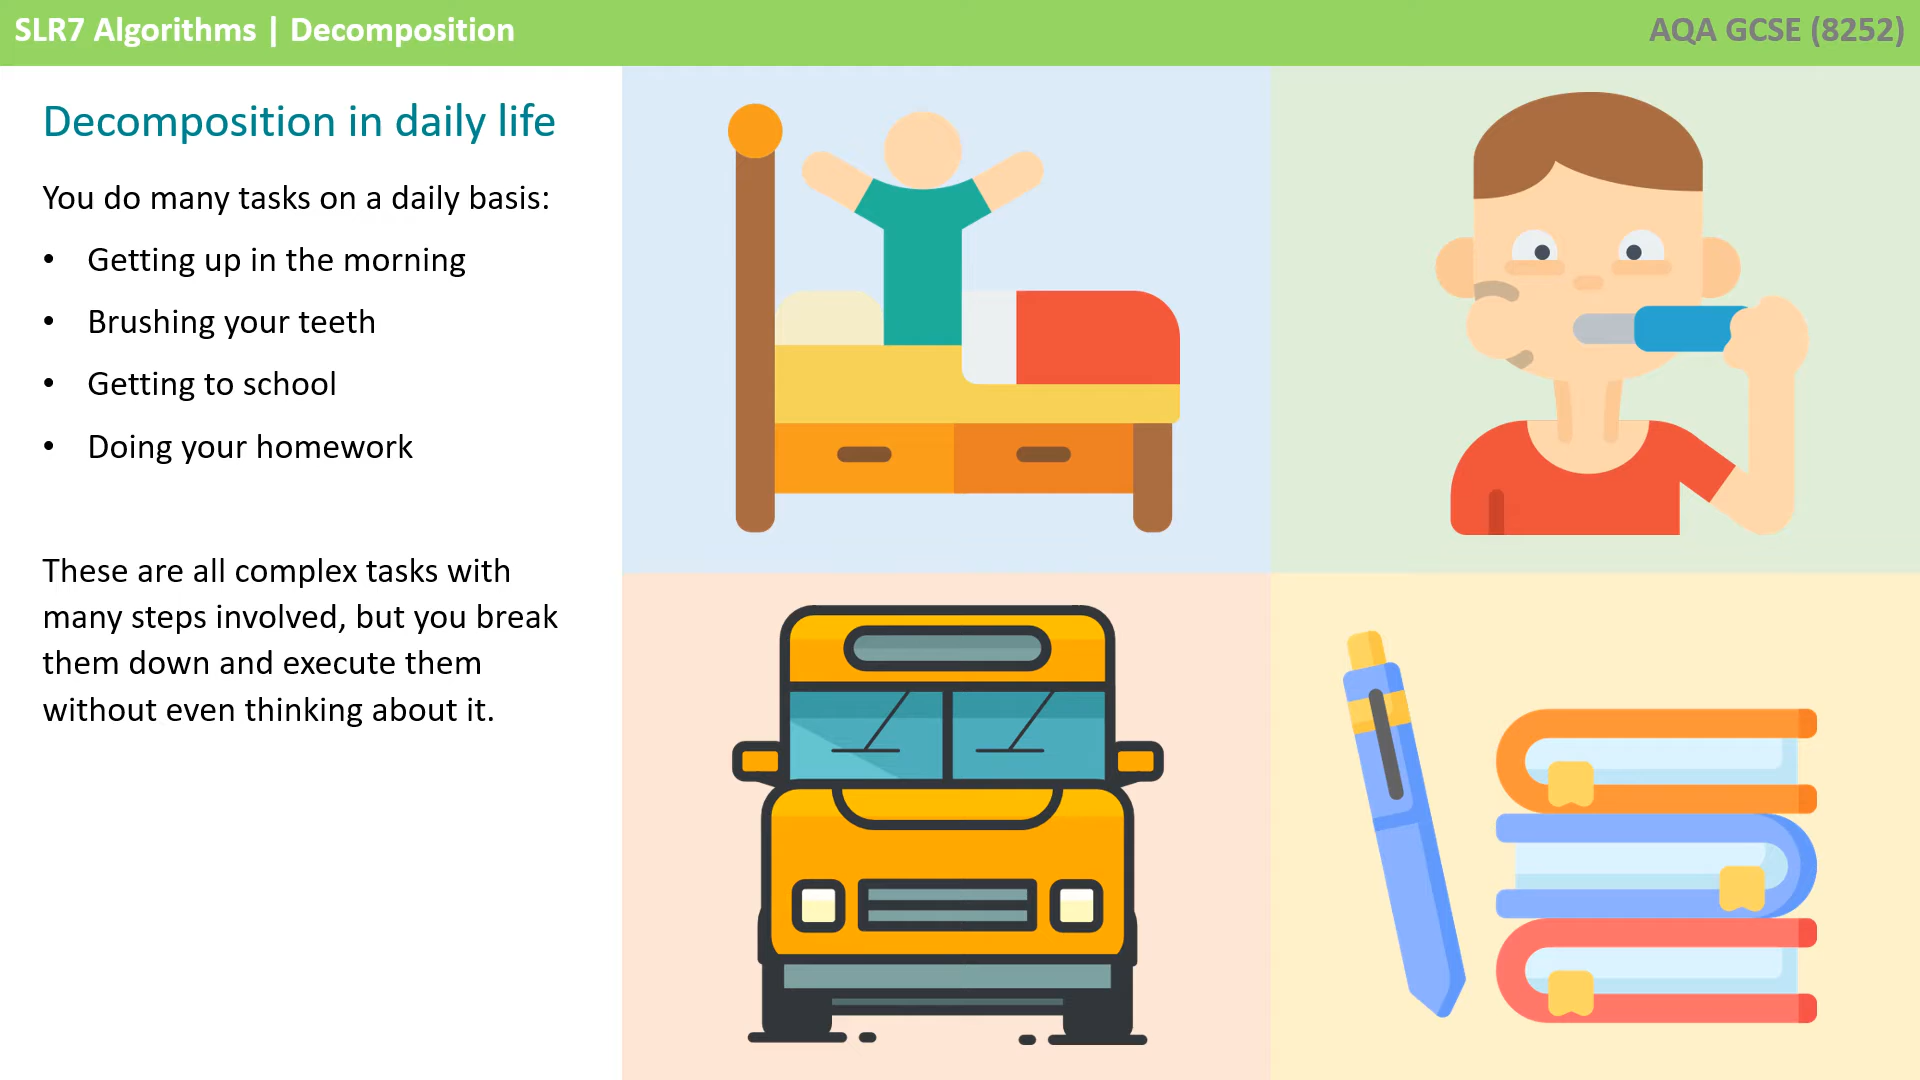 SLR7 Algorithms | Decomposition
AQA GCSE (8252)
Decomposition in daily life
You do many tasks on a daily basis:
• Getting up in the morning
• Brushing your teeth
• Getting to school
• Doing your homework
These are all complex tasks with
many steps involved, but you break
them down and execute them
without even thinking about it.